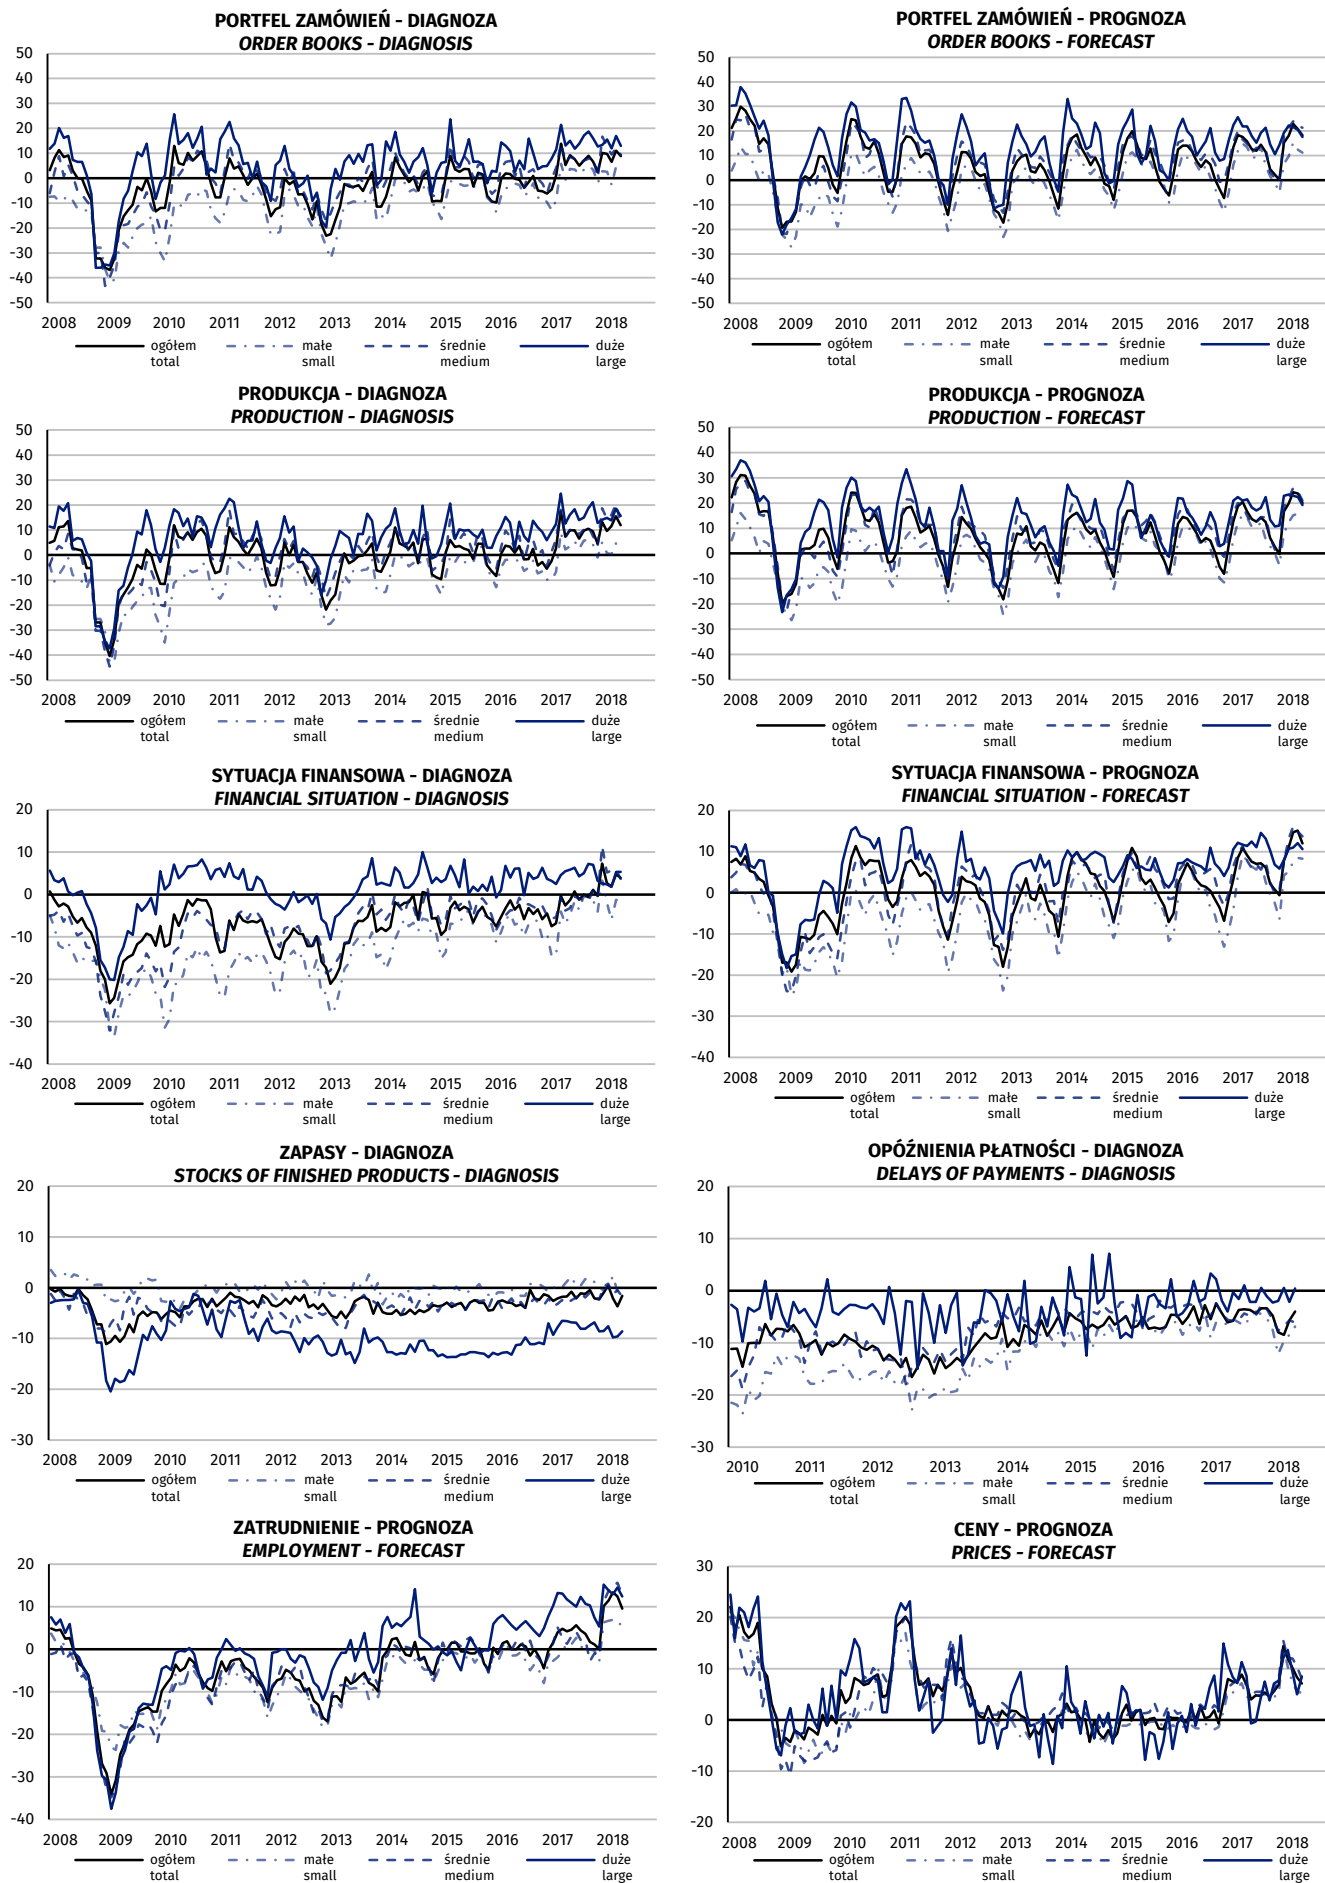 PORTFEL ZAMÓWIEŃ - DIAGNOZA
ORDER BOOKS - DIAGNOSIS
50
40
30
20
10
0
-10
-20
-30
-40
-50
2008 2009 2010 2011 2012 2013 2014 2015 2016 2017 2018
ogółem małe średnie duże
total small medium large
PORTFEL ZAMÓWIEŃ - PROGNOZA
ORDER BOOKS - FORECAST
50
40
30
20
10
0
-10
-20
-30
-40
-50
2008 2009 2010 2011 2012 2013 2014 2015 2016 2017 2018
ogółem małe średnie duże
total small medium large
PRODUKCJA - DIAGNOZA
PRODUCTION - DIAGNOSIS
50
40
30
20
10
0
-10
-20
-30
-40
-50
2008 2009 2010 2011 2012 2013 2014 2015 2016 2017 2018
ogółem małe średnie duże
total small medium large
PRODUKCJA - PROGNOZA
PRODUCTION - FORECAST
50
40
30
20
10
0
-10
-20
-30
-40
-50
2008 2009 2010 2011 2012 2013 2014 2015 2016 2017 2018
ogółem małe średnie duże
total small medium large
SYTUACJA FINANSOWA - DIAGNOZA
FINANCIAL SITUATION - DIAGNOSIS
20
10
0
-10
-20
-30
-40
2008 2009 2010 2011 2012 2013 2014 2015 2016 2017 2018
ogółem małe średnie duże
total small medium large
SYTUACJA FINANSOWA - PROGNOZA
FINANCIAL SITUATION - FORECAST
20
10
0
-10
-20
-30
-40
2008 2009 2010 2011 2012 2013 2014 2015 2016 2017 2018
ogółem małe średnie duże
total small medium large
ZAPASY - DIAGNOZA
STOCKS OF FINISHED PRODUCTS - DIAGNOSIS
20
10
0
-10
-20
-30
2008 2009 2010 2011 2012 2013 2014 2015 2016 2017 2018
ogółem małe średnie duże
total small medium large
OPÓŹNIENIA PŁATNOŚCI - DIAGNOZA
DELAYS OF PAYMENTS - DIAGNOSIS
20
10
0
-10
-20
-30
2010 2011 2012 2013 2014 2015 2016 2017 2018
ogółem małe średnie duże
total small medium large
ZATRUDNIENIE - PROGNOZA
EMPLOYMENT - FORECAST
20
10
0
-10
-20
-30
-40
2008 2009 2010 2011 2012 2013 2014 2015 2016 2017 2018
ogółem małe średnie duże
total small medium large
CENY - PROGNOZA
PRICES - FORECAST
30
20
10
0
-10
-20
2008 2009 2010 2011 2012 2013 2014 2015 2016 2017 2018
ogółem małe średnie duże
total small medium large